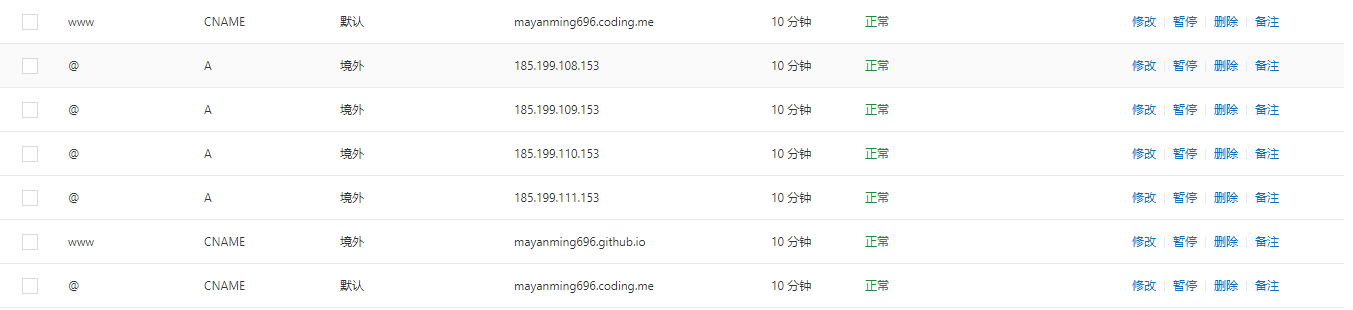 www CNAME 默认 mayanming696.coding.me 10 分钟 正常 修改 暂停 删除 备注
@ A 境外 185.199.108.153 10 分钟 正常 修改 暂停 删除 备注
@ A 境外 185.199.109.153 10 分钟 正常 修改 暂停 删除 备注
@ A 境外 185.199.110.153 10 分钟 正常 修改 暂停 删除 备注
@ A 境外 185.199.111.153 10 分钟 正常 修改 暂停 删除 备注
www CNAME 境外 mayanming696.github.io 10 分钟 正常 修改 暂停 删除 备注
@ CNAME 默认 mayanming696.coding.me 10 分钟 正常 修改 暂停 删除 备注